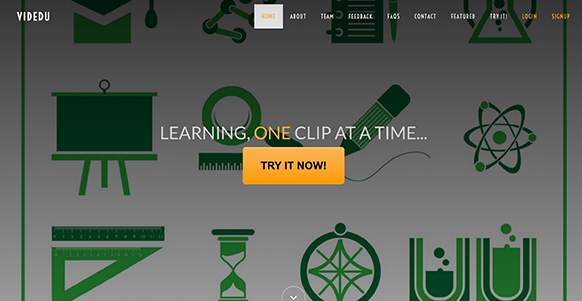 VIDEDU
HOME ABOUT TEAM FEEDBACK FAQS CONTACT FEATURED TRY IT! LOGIN SIGNUP
LEARNING, ONE CLIP AT A TIME...
TRY IT NOW!